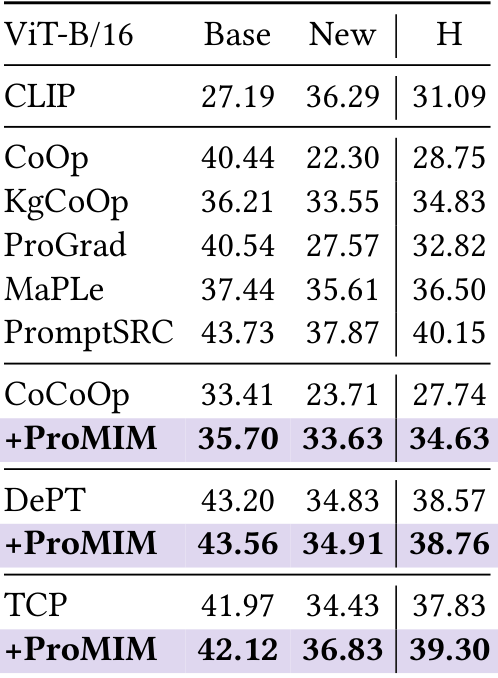 ViT-B/16 Base New H
CLIP 27.19 36.29 31.09
CoOp 40.44 22.30 28.75
KgCoOp 36.21 33.55 34.83
ProGrad 40.54 27.57 32.82
MaPLe 37.44 35.61 36.50
PromptSRC 43.73 37.87 40.15
CoCoOp 33.41 23.71 27.74
+ProMIM 35.70 33.63 34.63
DePT 43.20 34.83 38.57
+ProMIM 43.56 34.91 38.76
TCP 41.97 34.43 37.83
+ProMIM 42.12 36.83 39.30